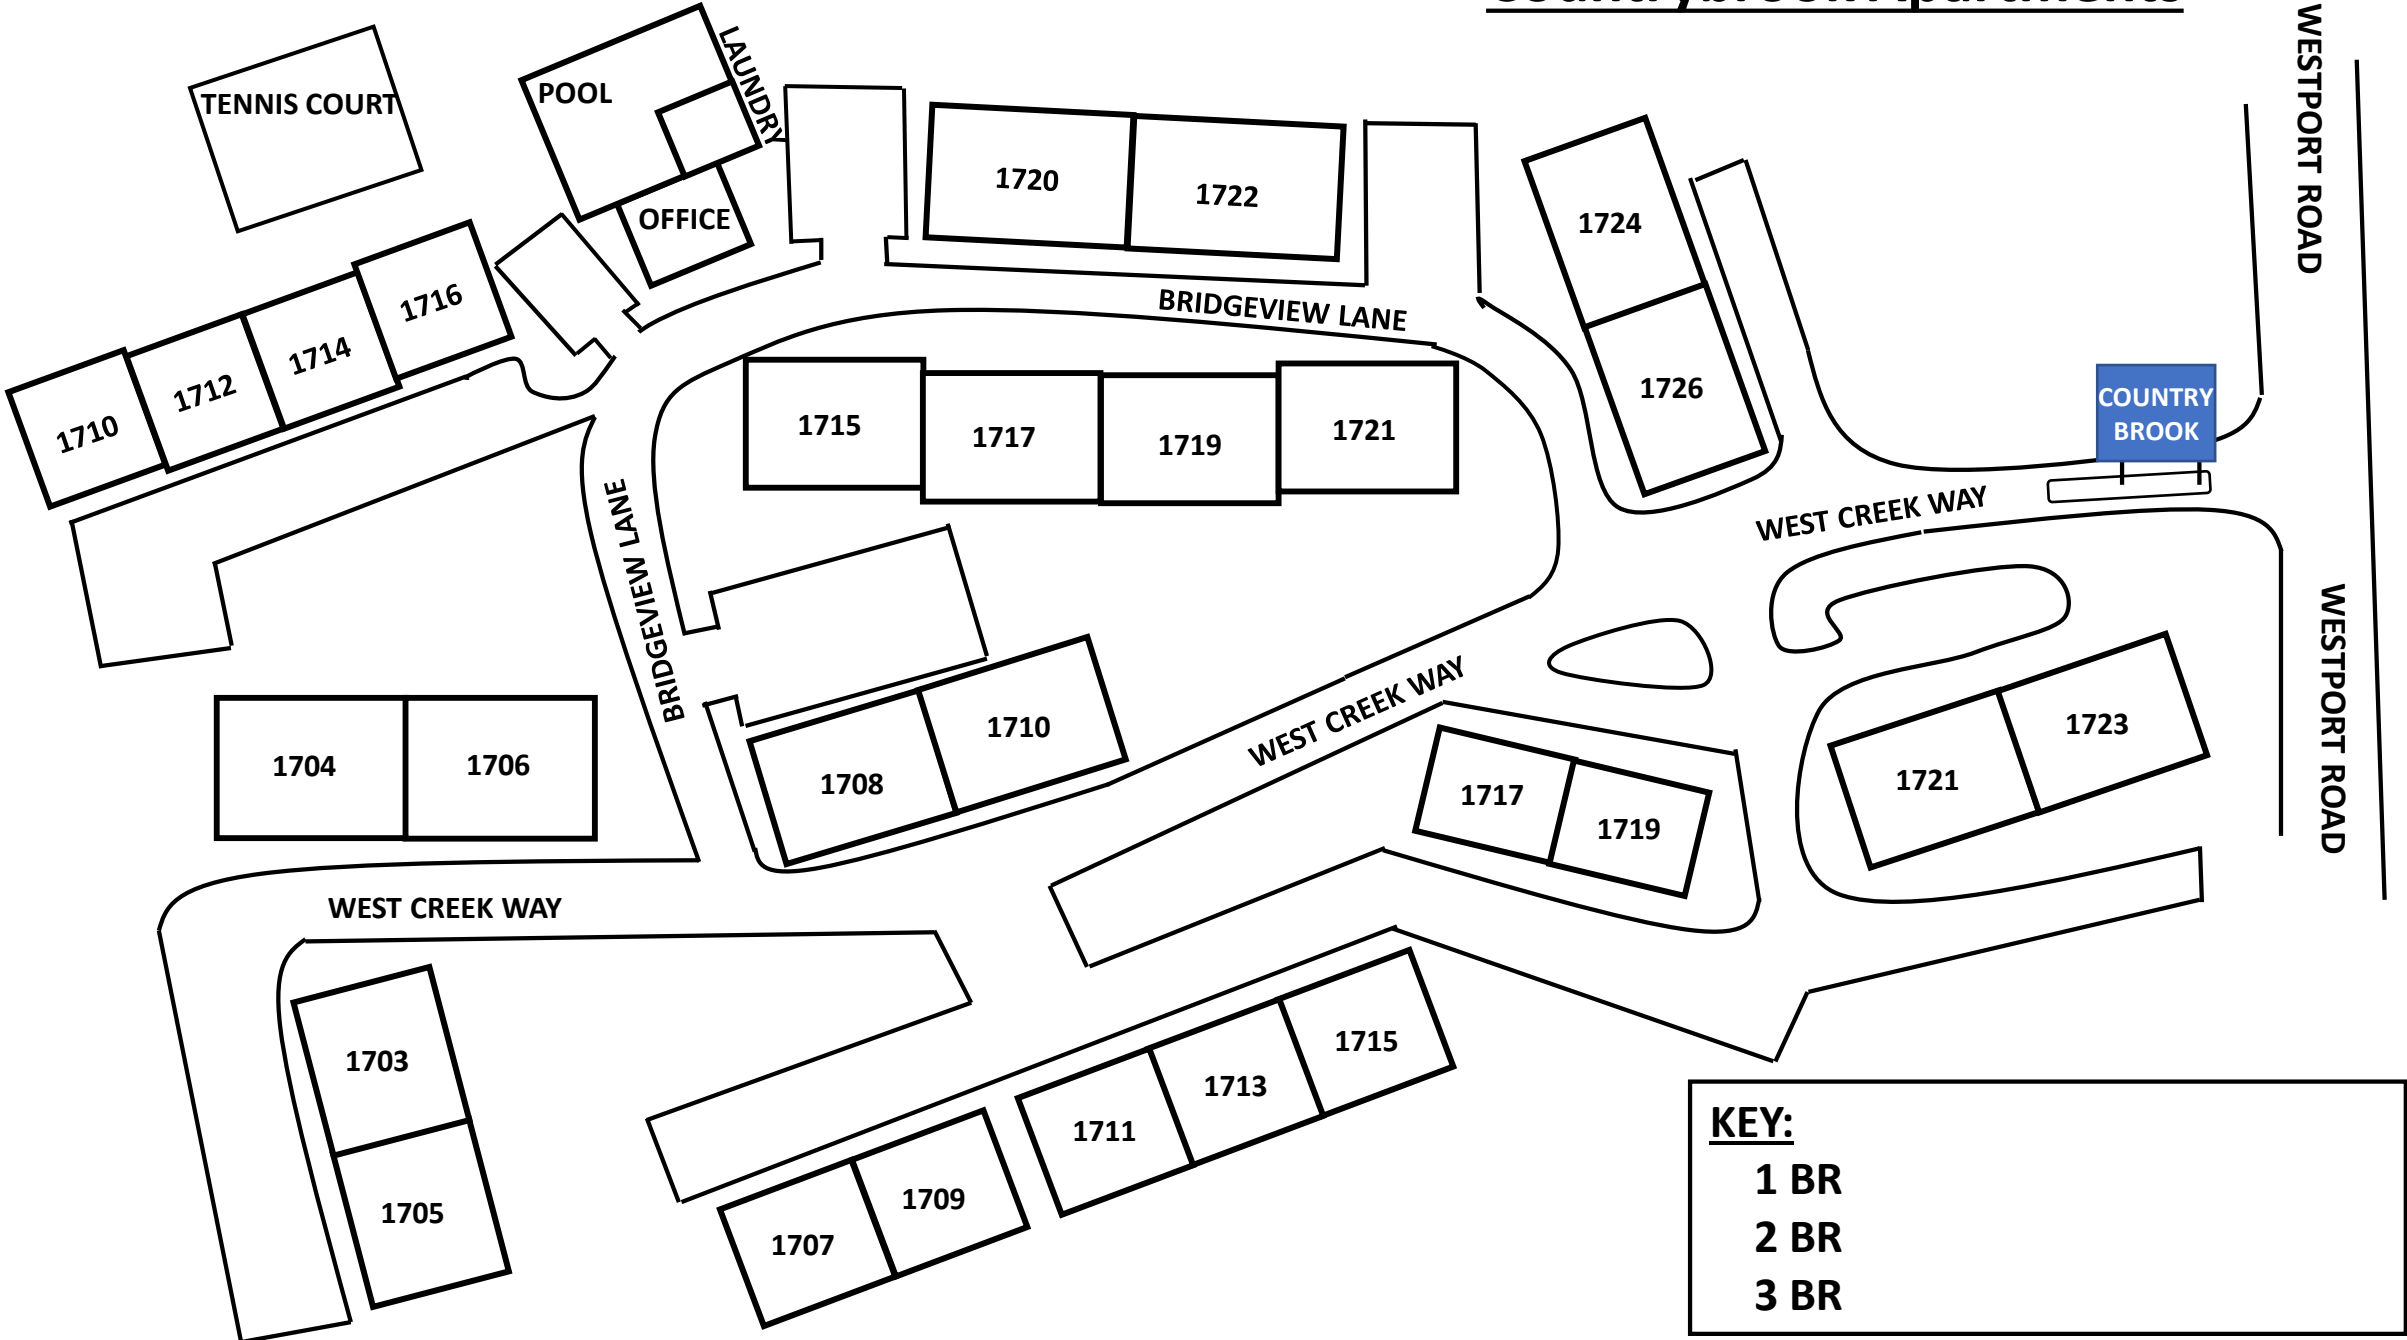 WESTPORT ROAD
LAUNDRY
POOL
TENNIS COURT
OFFICE
1720
1722
1724
1726
1716
1714
1712
1710
BRIDGEVIEW LANE
1715
1717
1719
1721
COUNTRY
BROOK
WEST CREEK WAY
BRIDGEVIEW LANE
WESTPORT ROAD
1704
1706
1708
1710
WEST CREEK WAY
1717
1719
1721
1723
WEST CREEK WAY
1703
1705
1707
1709
1711
1713
1715
KEY:
1 BR
2 BR
3 BR